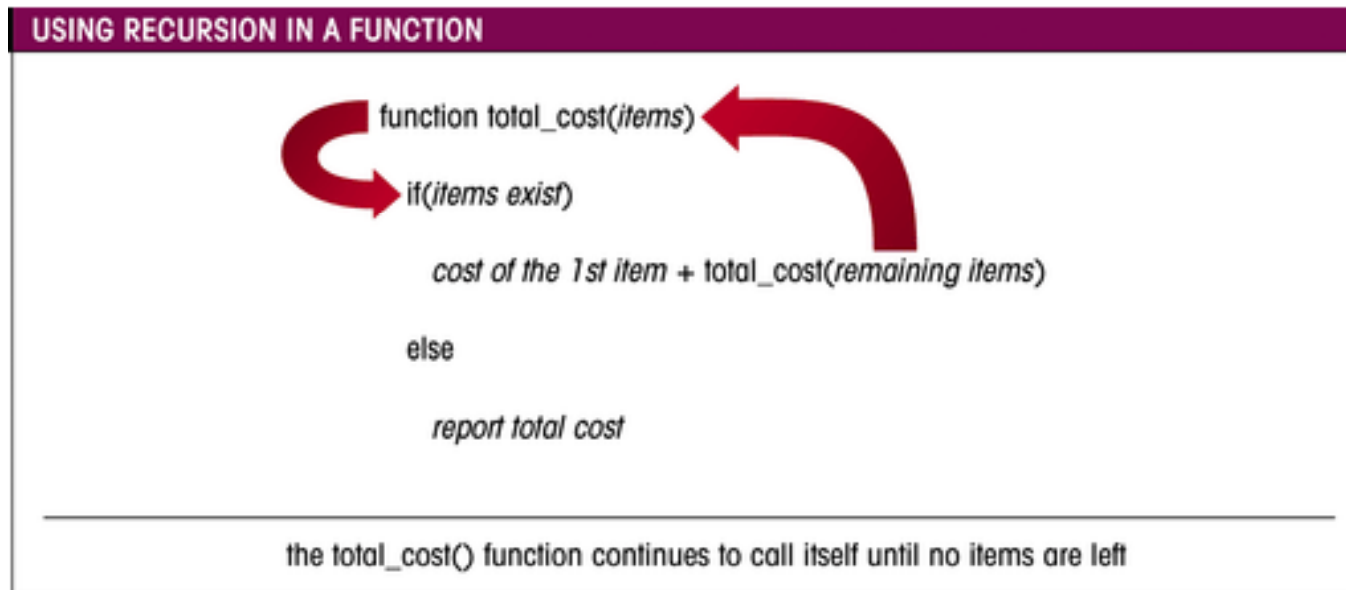 USING RECURSION IN A FUNCTION
function total_cost(items)
if(items exist)
cost of the 1st item + total_cost(remaining items)
else
report total cost
the total_cost() function continues to call itself until no items are left